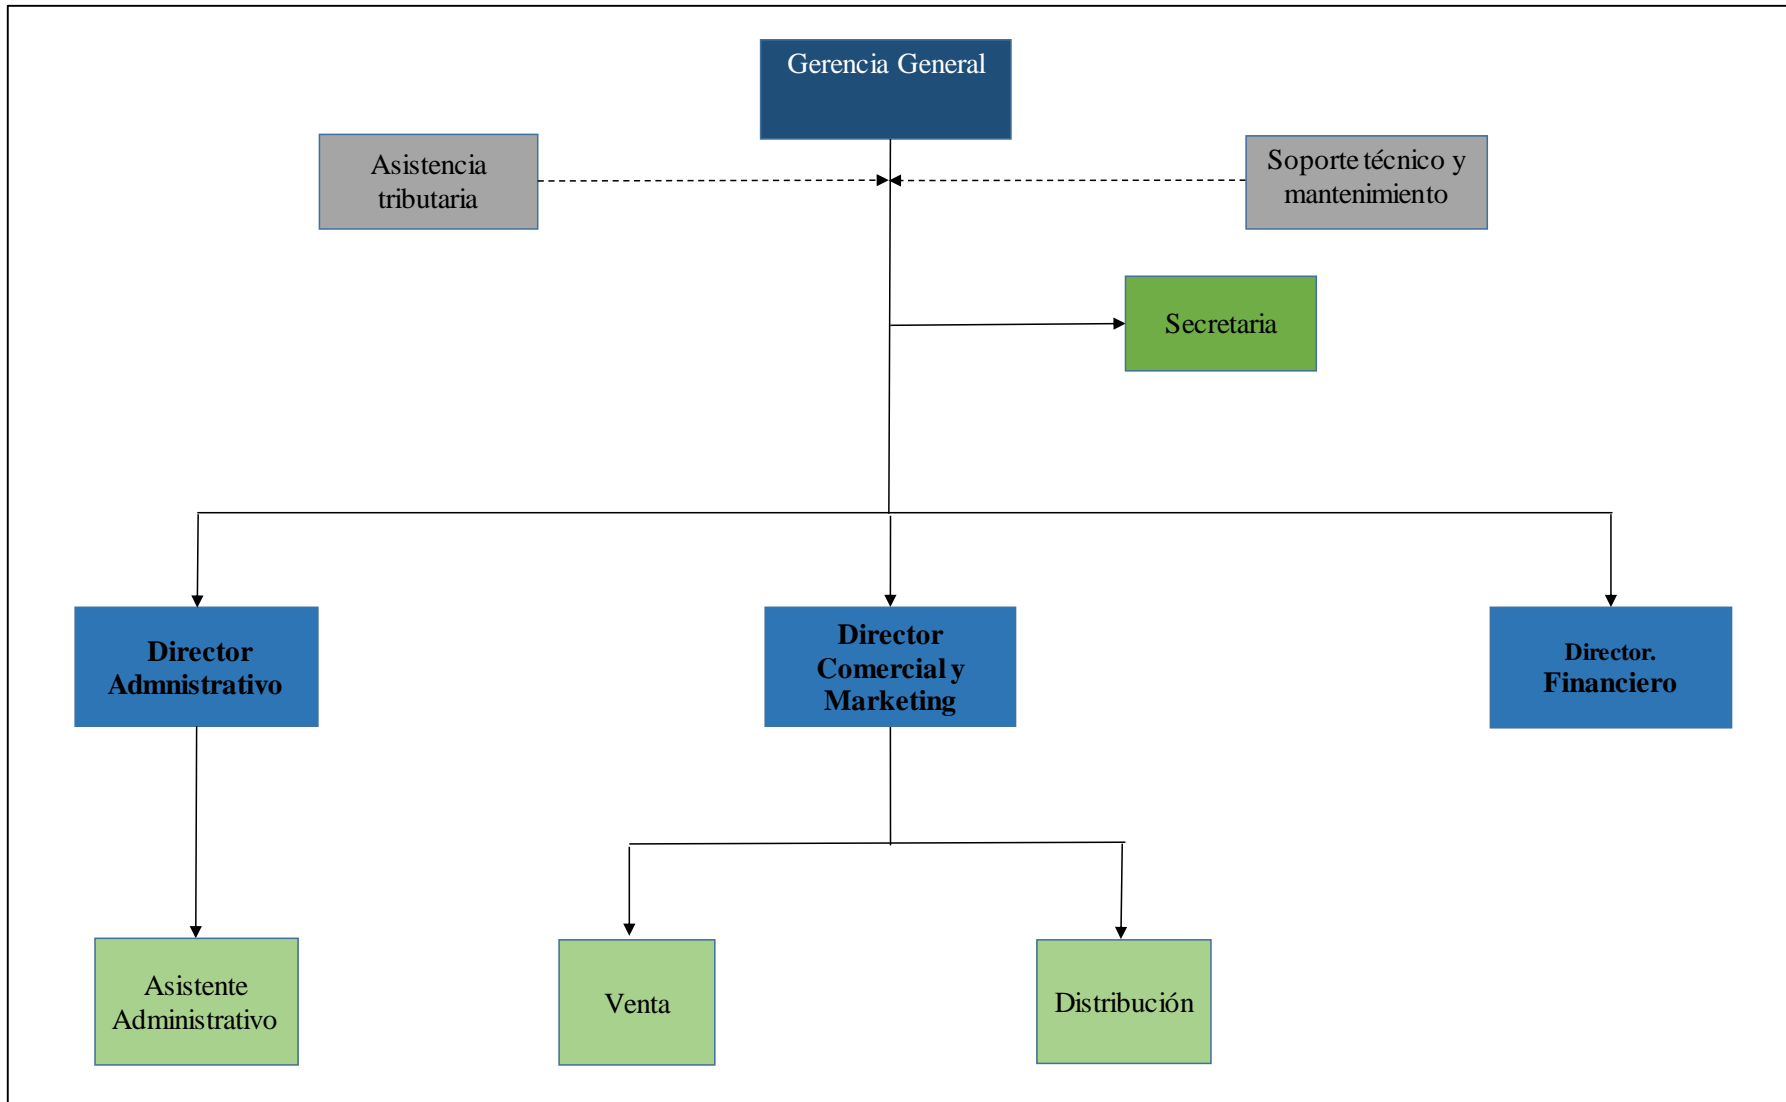 Gerencia General
Asistencia
tributaria
Soporte técnico y
mantenimiento
Secretaria
Director
Admnistrativo
Director
Comercial y
Marketing
Director.
Financiero
Asistente
Administrativo
Venta
Distribución